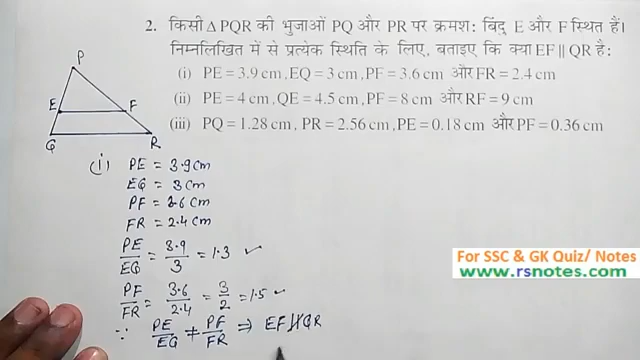 2. किसी Δ PQR की भुजाओं PQ और PR पर क्रमश: बिंदु E और F स्थित हैं।
निम्नलिखित में से प्रत्येक स्थिति के लिए, बताइए कि क्या EF || QR है:
(i) PE = 3.9 cm, EQ = 3 cm, PF = 3.6 cm और FR = 2.4 cm
(ii) PE = 4 cm, QE = 4.5 cm, PF = 8 cm और RF = 9 cm
(iii) PQ = 1.28 cm, PR = 2.56 cm, PE = 0.18 cm और PF = 0.36 cm
P
E F
Q R
(i) PE = 3.9 cm
EQ = 3 cm
PF = 3.6 cm
FR = 2.4 cm
PE/EQ = 3.9/3 = 1.3 ✓
PF/FR = 3.6/2.4 = 3/2 = 1.5 ✓
∵ PE/EQ ≠ PF/FR ⇒ EF ∦ QR
For SSC & GK Quiz/ Notes
www.rsnotes.com